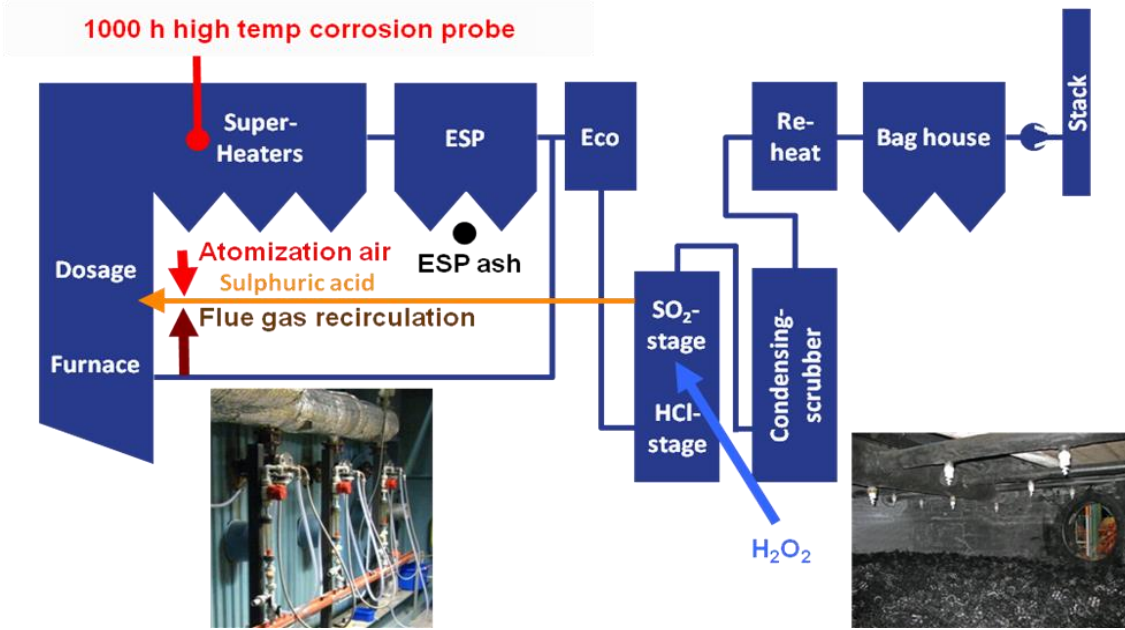 1000 h high temp corrosion probe
Super-
Heaters
ESP
Eco
Re-
heat
Bag house
Stack
Dosage
Atomization air
Sulphuric acid
Flue gas recirculation
ESP ash
Furnace
SO₂-
stage
HCl-
stage
Condensing-
scrubber
H₂O₂